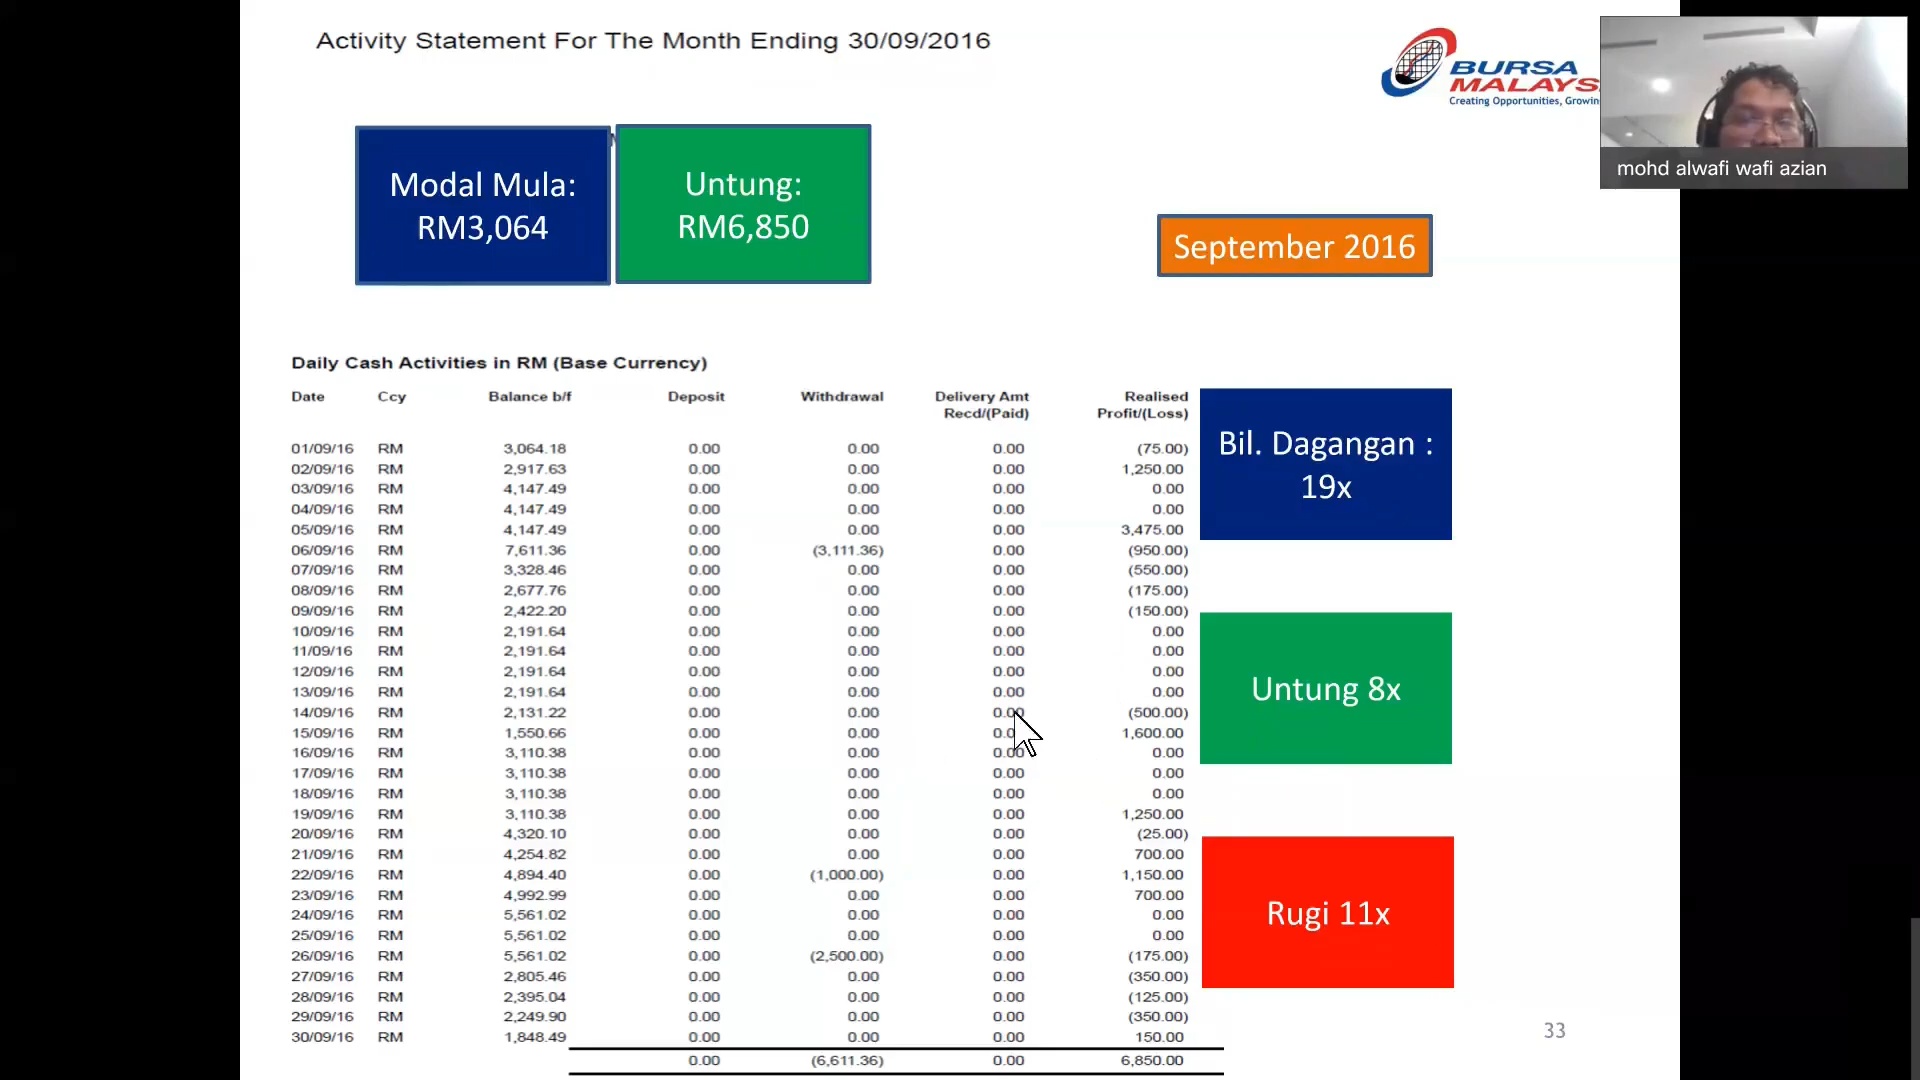 Activity Statement For The Month Ending 30/09/2016
BURSA
MALAYS
Creating Opportunities, Growin
mohd alwafi wafi azian
Modal Mula:
RM3,064
Untung:
RM6,850
September 2016
Daily Cash Activities in RM (Base Currency)
Date Ccy Balance b/f Deposit Withdrawal Delivery Amt Realised
Recd/(Paid) Profit/(Loss)
01/09/16 RM 3,064.18 0.00 0.00 0.00 (75.00)
02/09/16 RM 2,917.63 0.00 0.00 0.00 1,250.00
03/09/16 RM 4,147.49 0.00 0.00 0.00 0.00
04/09/16 RM 4,147.49 0.00 0.00 0.00 0.00
05/09/16 RM 4,147.49 0.00 0.00 0.00 3,475.00
06/09/16 RM 7,611.36 0.00 (3,111.36) 0.00 (950.00)
07/09/16 RM 3,328.46 0.00 0.00 0.00 (550.00)
08/09/16 RM 2,677.76 0.00 0.00 0.00 (175.00)
09/09/16 RM 2,422.20 0.00 0.00 0.00 (150.00)
10/09/16 RM 2,191.64 0.00 0.00 0.00 0.00
11/09/16 RM 2,191.64 0.00 0.00 0.00 0.00
12/09/16 RM 2,191.64 0.00 0.00 0.00 0.00
13/09/16 RM 2,191.64 0.00 0.00 0.00 0.00
14/09/16 RM 2,131.22 0.00 0.00 0.00 (500.00)
15/09/16 RM 1,550.66 0.00 0.00 0.0 1,600.00
16/09/16 RM 3,110.38 0.00 0.00 0.00 0.00
17/09/16 RM 3,110.38 0.00 0.00 0.00 0.00
18/09/16 RM 3,110.38 0.00 0.00 0.00 0.00
19/09/16 RM 3,110.38 0.00 0.00 0.00 1,250.00
20/09/16 RM 4,320.10 0.00 0.00 0.00 (25.00)
21/09/16 RM 4,254.82 0.00 0.00 0.00 700.00
22/09/16 RM 4,894.40 0.00 (1,000.00) 0.00 1,150.00
23/09/16 RM 4,992.99 0.00 0.00 0.00 700.00
24/09/16 RM 5,561.02 0.00 0.00 0.00 0.00
25/09/16 RM 5,561.02 0.00 0.00 0.00 0.00
26/09/16 RM 5,561.02 0.00 (2,500.00) 0.00 (175.00)
27/09/16 RM 2,805.46 0.00 0.00 0.00 (350.00)
28/09/16 RM 2,395.04 0.00 0.00 0.00 (125.00)
29/09/16 RM 2,249.90 0.00 0.00 0.00 (350.00)
30/09/16 RM 1,848.49 0.00 0.00 0.00 150.00
0.00 (6,611.36) 0.00 6,850.00
Bil. Dagangan :
19x
Untung 8x
Rugi 11x
33